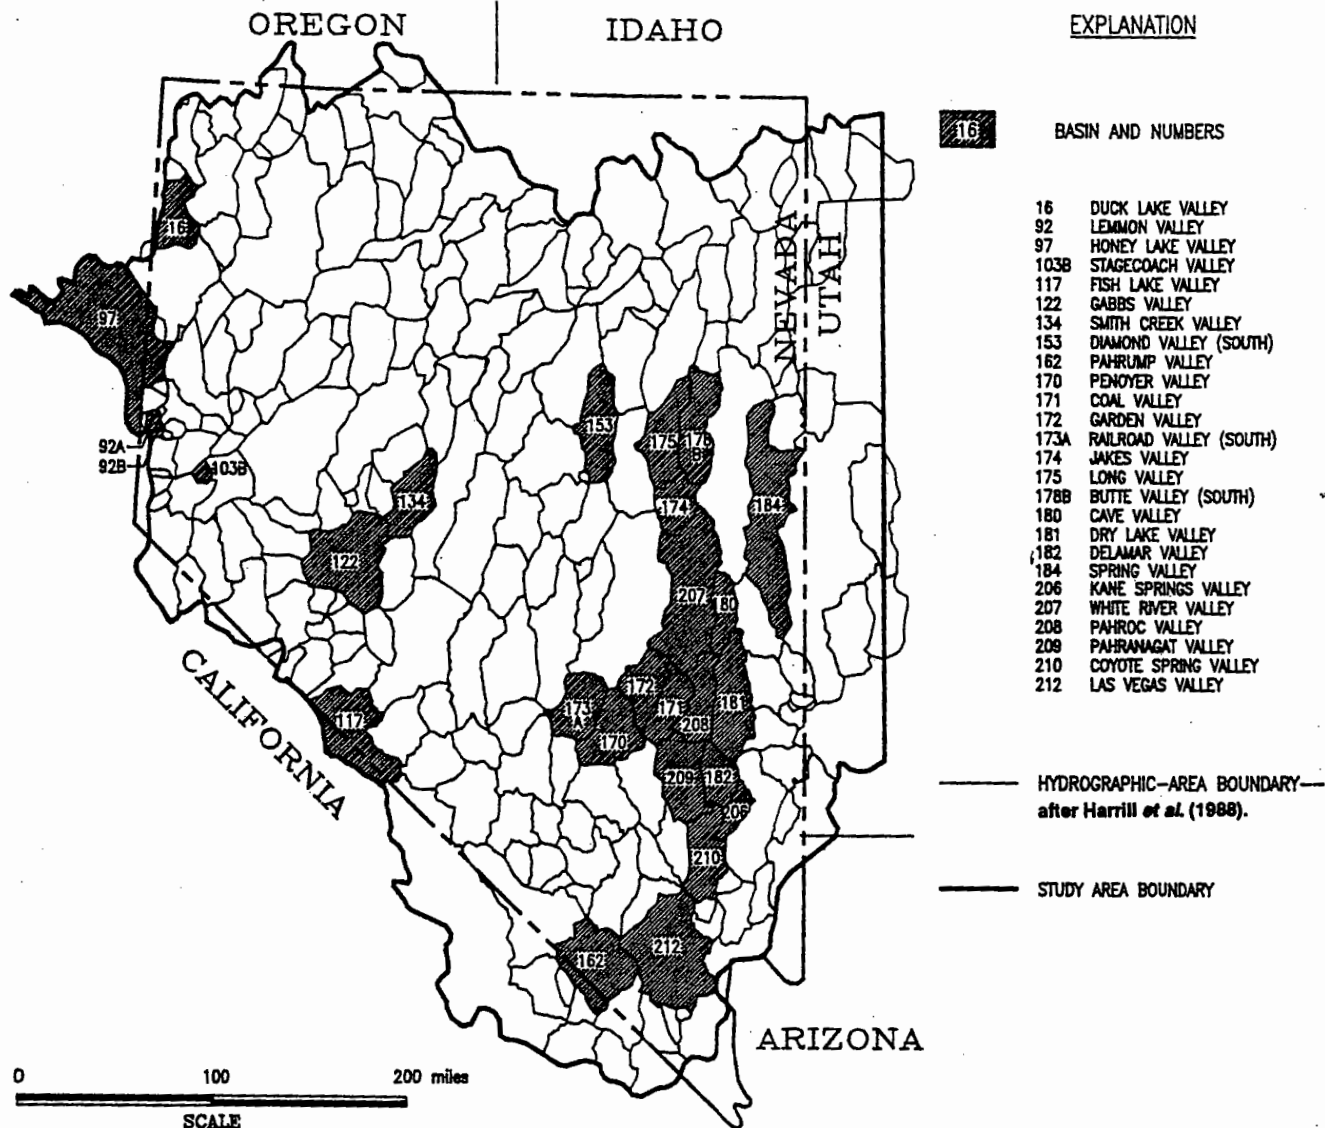 OREGON
IDAHO
NEVADA
UTAH
CALIFORNIA
ARIZONA
16
97
92A
92B
103B
134
122
117
153
175
178
B
174
184
207
180
172
173
A
171
181
208
170
209
182
206
210
212
162
0 100 200 miles
SCALE
EXPLANATION
16 BASIN AND NUMBERS
16 DUCK LAKE VALLEY
92 LEMMON VALLEY
97 HONEY LAKE VALLEY
103B STAGECOACH VALLEY
117 FISH LAKE VALLEY
122 GABBS VALLEY
134 SMITH CREEK VALLEY
153 DIAMOND VALLEY (SOUTH)
162 PAHRUMP VALLEY
170 PENOYER VALLEY
171 COAL VALLEY
172 GARDEN VALLEY
173A RAILROAD VALLEY (SOUTH)
174 JAKES VALLEY
175 LONG VALLEY
178B BUTTE VALLEY (SOUTH)
180 CAVE VALLEY
181 DRY LAKE VALLEY
182 DELAMAR VALLEY
184 SPRING VALLEY
206 KANE SPRINGS VALLEY
207 WHITE RIVER VALLEY
208 PAHROC VALLEY
209 PAHRANAGAT VALLEY
210 COYOTE SPRING VALLEY
212 LAS VEGAS VALLEY
HYDROGRAPHIC-AREA BOUNDARY—
after Harrill et al. (1988).
STUDY AREA BOUNDARY